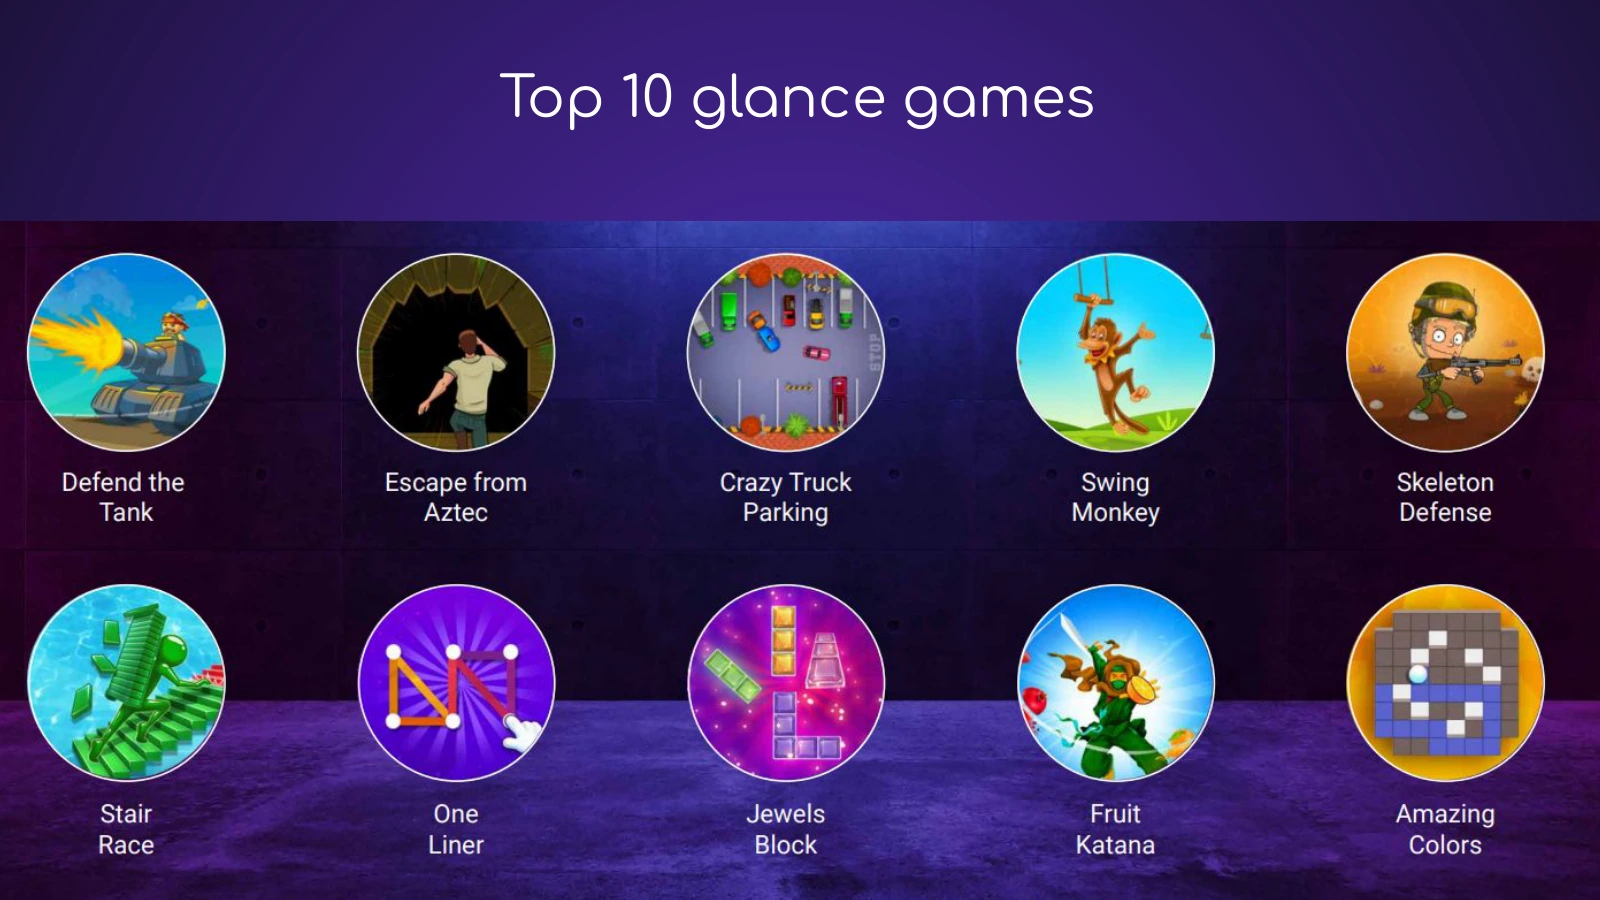 Top 10 glance games
STOP
Defend the
Tank
Escape from
Aztec
Crazy Truck
Parking
Swing
Monkey
Skeleton
Defense
Stair
Race
One
Liner
Jewels
Block
Fruit
Katana
Amazing
Colors